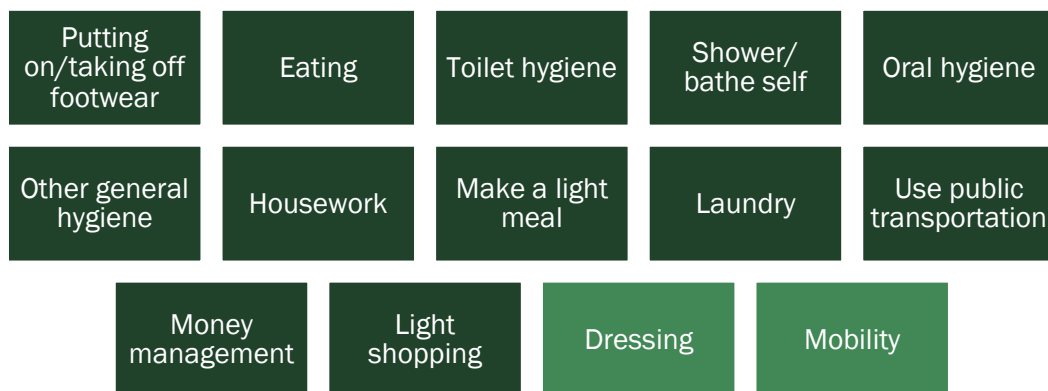 Putting
on/taking off
footwear
Eating
Toilet hygiene
Shower/
bathe self
Oral hygiene
Other general
hygiene
Housework
Make a light
meal
Laundry
Use public
transportation
Money
management
Light
shopping
Dressing
Mobility